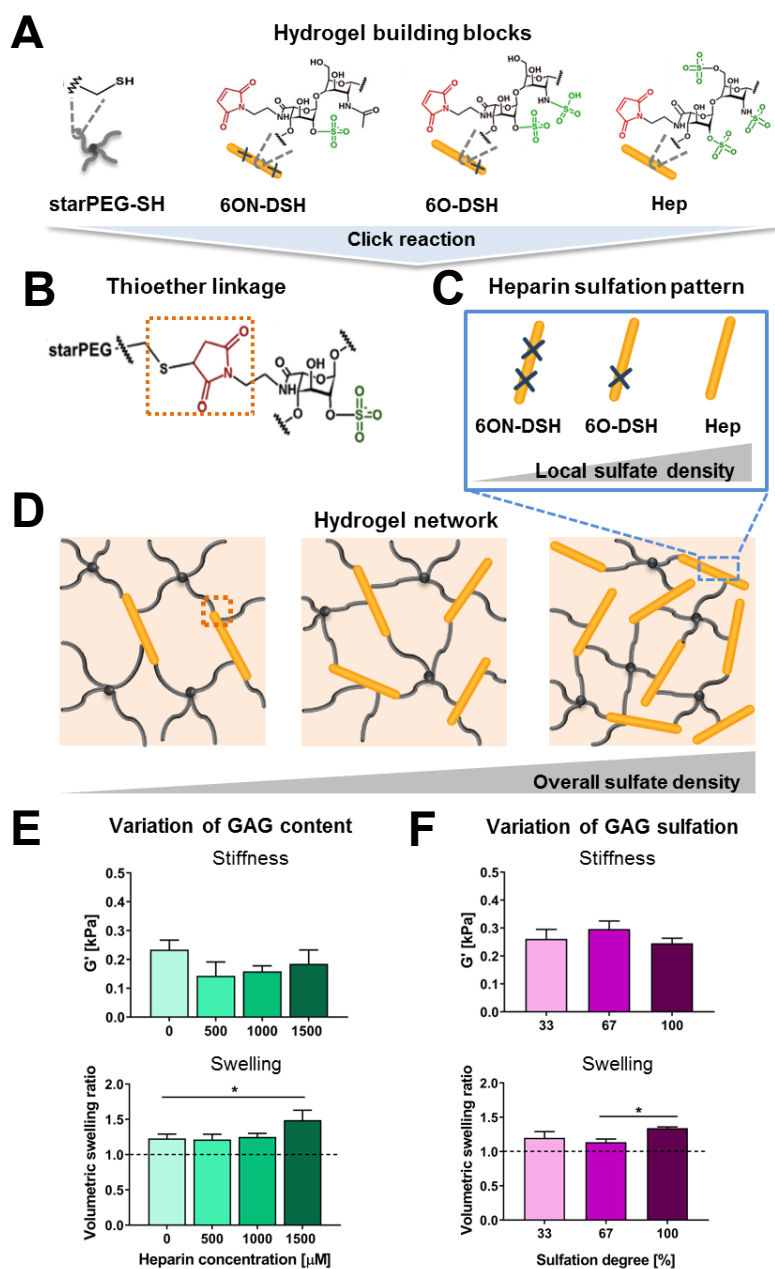 A
Hydrogel building blocks
SH
starPEG-SH
6ON-DSH
6O-DSH
Hep
Click reaction
B
Thioether linkage
starPEG
C
Heparin sulfation pattern
6ON-DSH
6O-DSH
Hep
Local sulfate density
D
Hydrogel network
Overall sulfate density
E
Variation of GAG content
Stiffness
G' [kPa]
0.5
0.4
0.3
0.2
0.1
0.0
0
500
1000
1500
Swelling
Volumetric swelling ratio
*
2.0
1.5
1.0
0.5
0.0
0
500
1000
1500
Heparin concentration [µM]
F
Variation of GAG sulfation
Stiffness
G' [kPa]
0.5
0.4
0.3
0.2
0.1
0.0
33
67
100
Swelling
Volumetric swelling ratio
*
2.0
1.5
1.0
0.5
0.0
33
67
100
Sulfation degree [%]